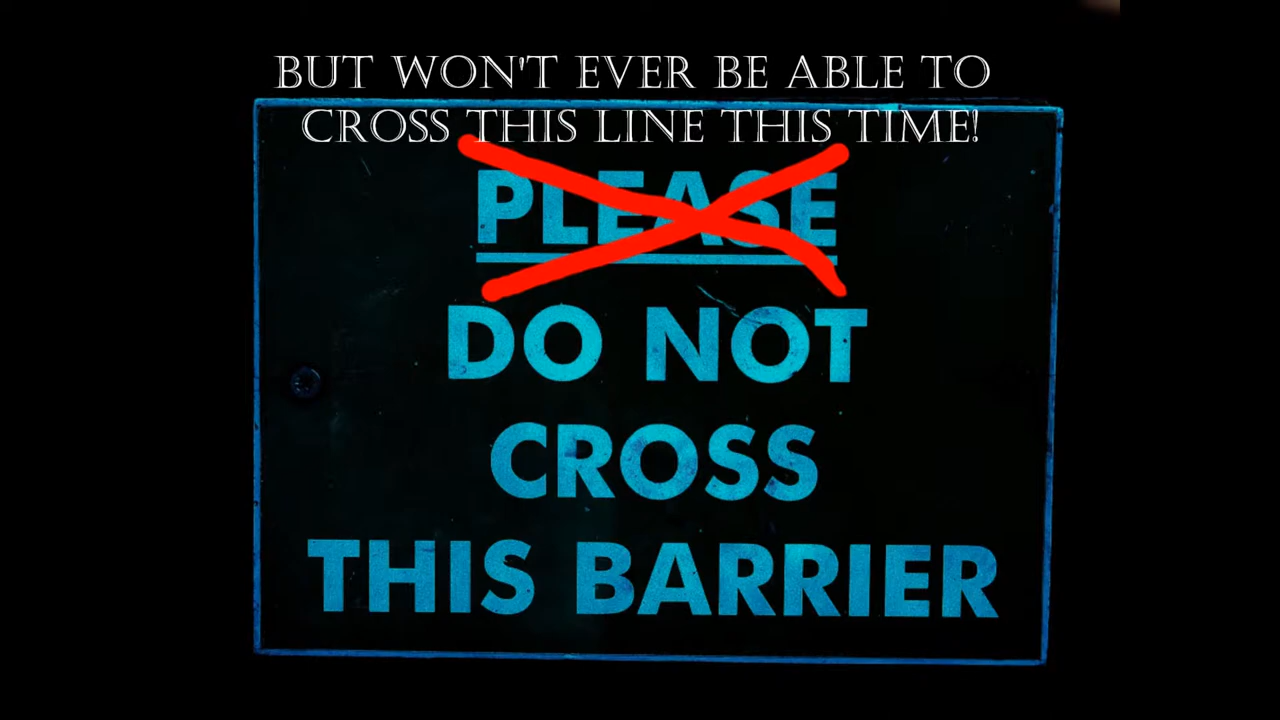 BUT WON'T EVER BE ABLE TO
CROSS THIS LINE THIS TIME!
PLEASE
DO NOT
CROSS
THIS BARRIER